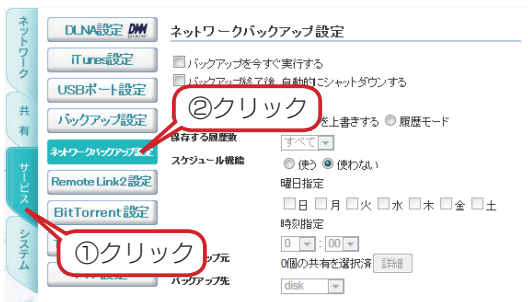 ネットワーク
共有
サービス
システム
DLNA設定
iTunes設定
USBポート設定
バックアップ設定
ネットワークバックアップ設定
Remote Link2設定
BitTorrent設定
ネットワークバックアップ設定
バックアップを今すぐ実行する
バックアップ終了後、自動的にシャットダウンする
を上書きする 履歴モード
保存する履歴数 すべて
スケジュール機能 使う 使わない
曜日指定
日 月 火 水 木 金 土
時刻指定
0 : 00
0個の共有を選択済 詳細
バックアップ先 disk
②クリック
①クリック